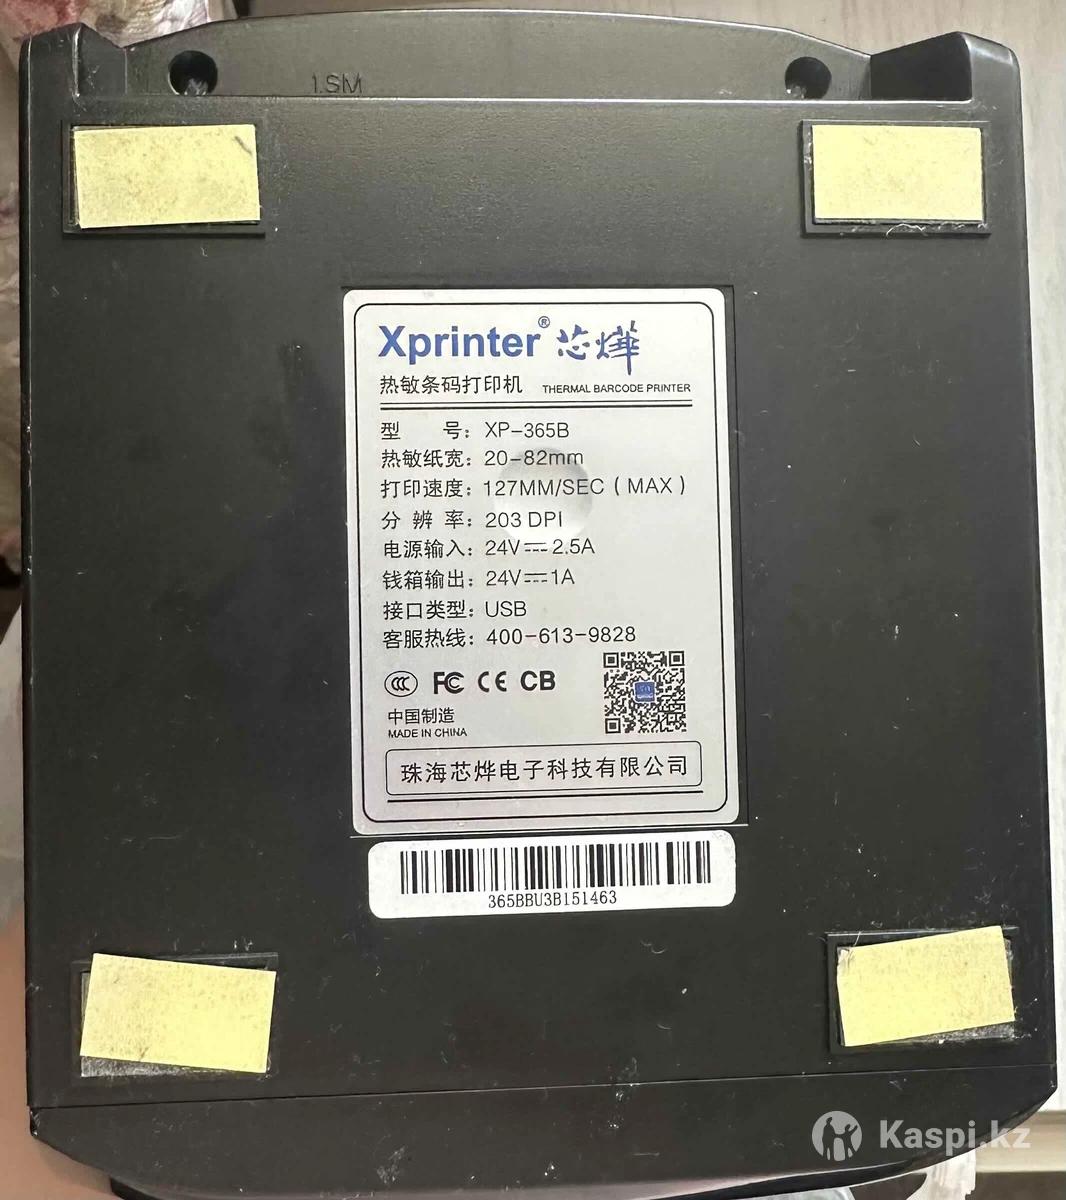 1.SM
Xprinter® 芯烨
热敏条码打印机 THERMAL BARCODE PRINTER
型 号： XP-365B
热敏纸宽： 20-82mm
打印速度： 127MM/SEC ( MAX )
分 辨 率： 203 DPI
电源输入： 24V⎓2.5A
钱箱输出： 24V⎓1A
接口类型： USB
客服热线： 400-613-9828
CCC FC CE CB
中国制造
MADE IN CHINA
珠海芯烨电子科技有限公司
365BBU3B151463
Kaspi.kz